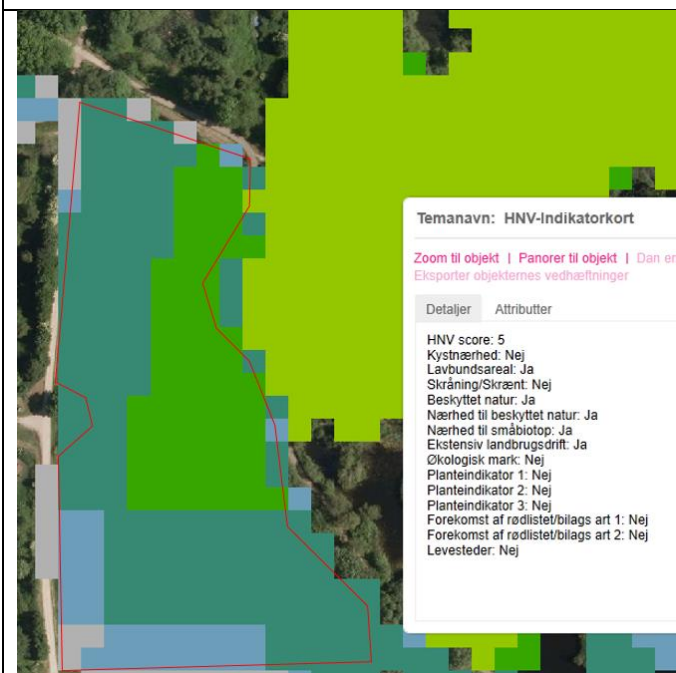 Temanavn: HNV-Indikatorkort
Zoom til objekt | Panorer til objekt | Dan
Eksporter objekternes vedhæftninger
Detaljer Attributter
HNV score: 5
Kystnærhed: Nej
Lavbundsareal: Ja
Skråning/Skrænt: Nej
Beskyttet natur: Ja
Nærhed til beskyttet natur: Ja
Nærhed til småbiotop: Ja
Ekstensiv landbrugsdrift: Ja
Økologisk mark: Nej
Planteindikator 1: Nej
Planteindikator 2: Nej
Planteindikator 3: Nej
Forekomst af rødlistet/bilags art 1: Nej
Forekomst af rødlistet/bilags art 2: Nej
Levesteder: Nej